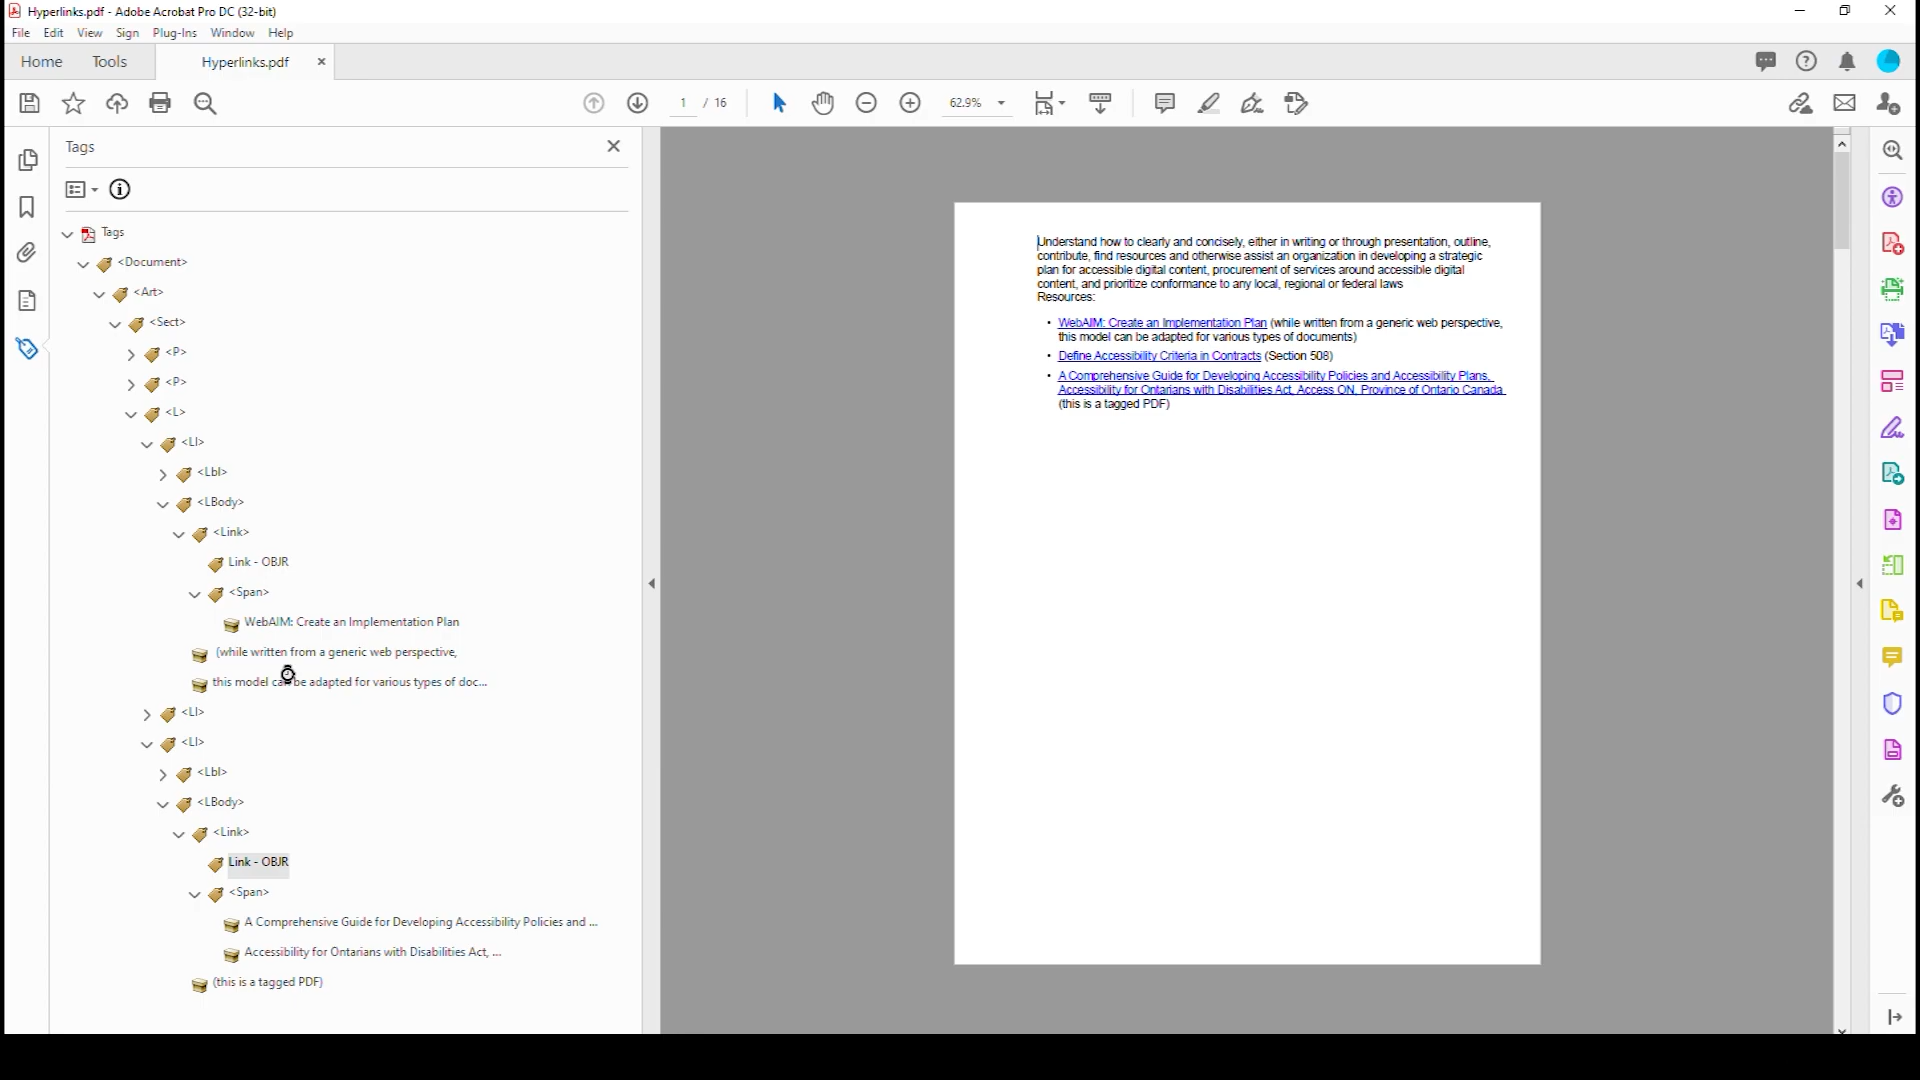 Hyperlinks.pdf - Adobe Acrobat Pro DC (32-bit)
File Edit View Sign Plug-Ins Window Help
Home Tools Hyperlinks.pdf
1 / 16 62.9%
Tags
Tags
<Document>
<Art>
<Sect>
<P>
<P>
<L>
<LI>
<Lbl>
<LBody>
<Link>
Link - OBJR
<Span>
WebAIM: Create an Implementation Plan
(while written from a generic web perspective,
this model can be adapted for various types of doc...
<LI>
<LI>
<Lbl>
<LBody>
<Link>
Link - OBJR
<Span>
A Comprehensive Guide for Developing Accessibility Policies and ...
Accessibility for Ontarians with Disabilities Act, ...
(this is a tagged PDF)
Understand how to clearly and concisely, either in writing or through presentation, outline,
contribute, find resources and otherwise assist an organization in developing a strategic
plan for accessible digital content, procurement of services around accessible digital
content, and prioritize conformance to any local, regional or federal laws
Resources:
• WebAIM: Create an Implementation Plan (while written from a generic web perspective,
this model can be adapted for various types of documents)
• Define Accessibility Criteria in Contracts (Section 508)
• A Comprehensive Guide for Developing Accessibility Policies and Accessibility Plans,
Accessibility for Ontarians with Disabilities Act, Access ON, Province of Ontario Canada
(this is a tagged PDF)